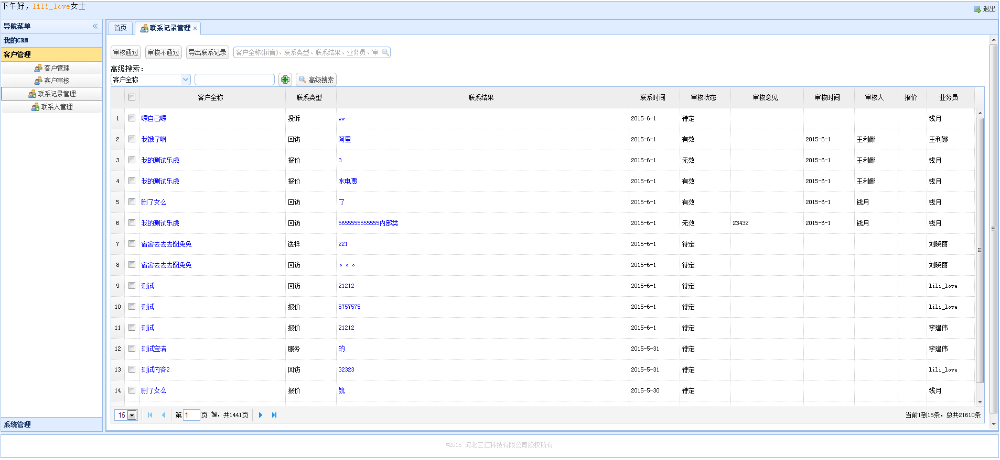 下午好，lili_love女士
退出
导航菜单
我的CRM
客户管理
客户管理
客户审核
联系记录管理
联系人管理
系统管理
首页 联系记录管理
审核通过 审核不通过 导出联系记录 客户全称(拼音)、联系类型、联系结果、业务员、审
高级搜索：
客户全称 高级搜索
客户全称 联系类型 联系结果 联系时间 审核状态 审核意见 审核时间 审核人 报价 业务员
1 嗯自己嗯 投诉 ww 2015-6-1 待定 钱月
2 我饿了啊 回访 阿里 2015-6-1 有效 2015-6-1 王利娜 王利娜
3 我的测试乐虎 报价 3 2015-6-1 无效 2015-6-1 王利娜 钱月
4 我的测试乐虎 报价 水电费 2015-6-1 有效 2015-6-1 王利娜 钱月
5 删了女么 回访 了 2015-6-1 有效 2015-6-1 钱月 钱月
6 我的测试乐虎 回访 5655555555555内部类 2015-6-1 无效 23432 2015-6-1 钱月 钱月
7 宿舍去去去图兔兔 送样 221 2015-6-1 待定 刘晓丽
8 宿舍去去去图兔兔 回访 。。。 2015-6-1 待定 刘晓丽
9 测试 回访 21212 2015-6-1 待定 lili_love
10 测试 报价 5757575 2015-6-1 待定 lili_love
11 测试 报价 21212 2015-6-1 待定 李建伟
12 测试宝洁 服务 的 2015-5-31 待定 李建伟
13 测试内容2 回访 32323 2015-5-31 待定 lili_love
14 删了女么 报价 就 2015-5-30 待定 钱月
15 第 1 页 ，共1441页 当前1到15条，总共21610条
©2015 河北三汇科技有限公司版权所有